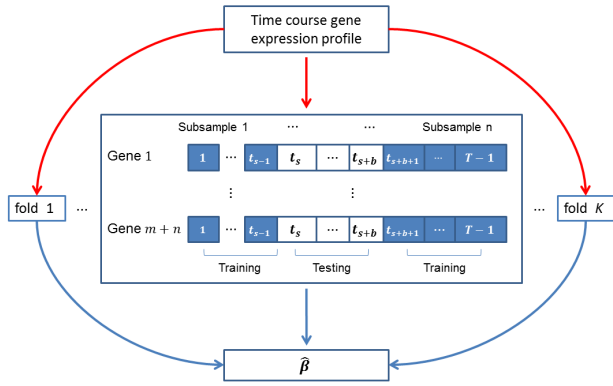 Time course gene
expression profile
Subsample 1 ... ... Subsample n
Gene 1 1 ... t_{s-1} t_s ... t_{s+b} t_{s+b+1} ... T − 1
⋮ ⋮
fold 1 ... ... fold K
Gene m + n 1 ... t_{s-1} t_s ... t_{s+b} t_{s+b+1} ... T − 1
Training Testing Training
β̂